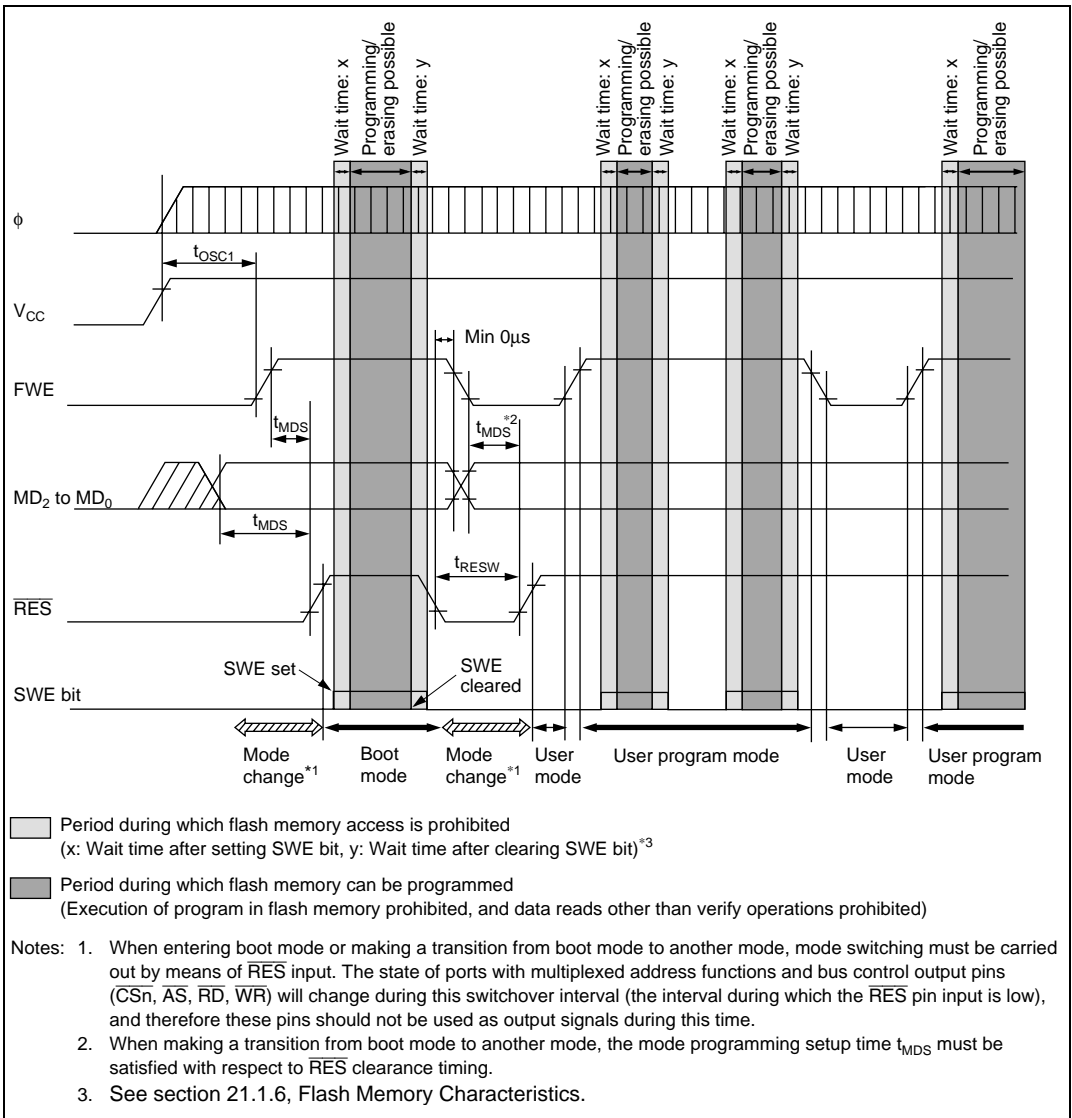 Wait time: x
Programming/
erasing possible
Wait time: y
Wait time: x
Programming/
erasing possible
Wait time: y
Wait time: x
Programming/
erasing possible
Wait time: y
Wait time: x
Programming/
erasing possible
ϕ
tOSC1
VCC
Min 0μs
FWE
tMDS
tMDS*2
MD2 to MD0
tMDS
tRESW
RES
SWE set
SWE
cleared
SWE bit
Mode
change*1
Boot
mode
Mode
change*1
User
mode
User program mode
User
mode
User program
mode
Period during which flash memory access is prohibited
(x: Wait time after setting SWE bit, y: Wait time after clearing SWE bit)*3
Period during which flash memory can be programmed
(Execution of program in flash memory prohibited, and data reads other than verify operations prohibited)
Notes: 1. When entering boot mode or making a transition from boot mode to another mode, mode switching must be carried
out by means of RES input. The state of ports with multiplexed address functions and bus control output pins
(CSn, AS, RD, WR) will change during this switchover interval (the interval during which the RES pin input is low),
and therefore these pins should not be used as output signals during this time.
2. When making a transition from boot mode to another mode, the mode programming setup time tMDS must be
satisfied with respect to RES clearance timing.
3. See section 21.1.6, Flash Memory Characteristics.